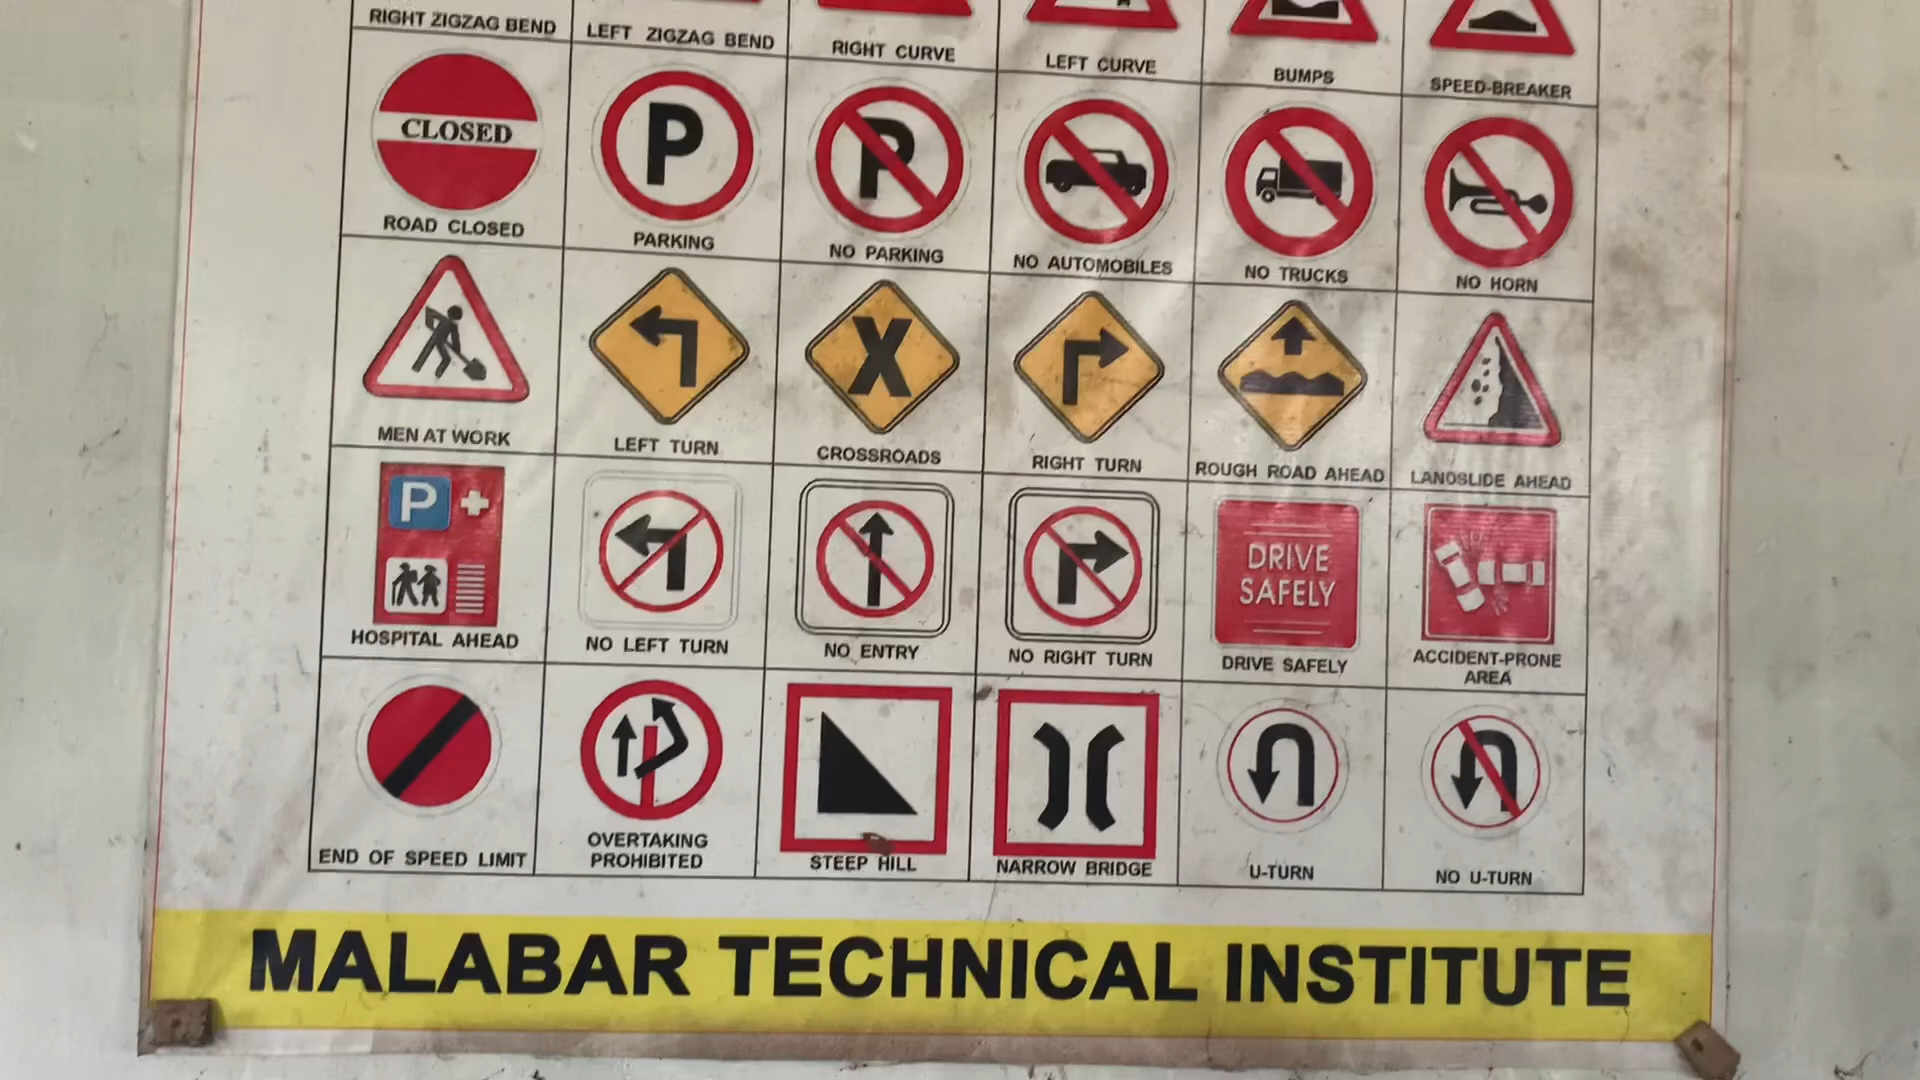 RIGHT ZIGZAG BEND
LEFT ZIGZAG BEND
RIGHT CURVE
LEFT CURVE
BUMPS
SPEED-BREAKER
CLOSED
P
P
ROAD CLOSED
PARKING
NO PARKING
NO AUTOMOBILES
NO TRUCKS
NO HORN
X
MEN AT WORK
LEFT TURN
CROSSROADS
RIGHT TURN
ROUGH ROAD AHEAD
LANDSLIDE AHEAD
P
DRIVE
SAFELY
HOSPITAL AHEAD
NO LEFT TURN
NO ENTRY
NO RIGHT TURN
DRIVE SAFELY
ACCIDENT-PRONE
AREA
END OF SPEED LIMIT
OVERTAKING
PROHIBITED
STEEP HILL
NARROW BRIDGE
U-TURN
NO U-TURN
MALABAR TECHNICAL INSTITUTE